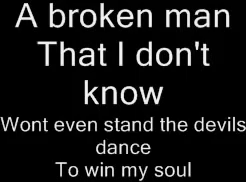 A broken man
That I don't
know
Wont even stand the devils
dance
To win my soul